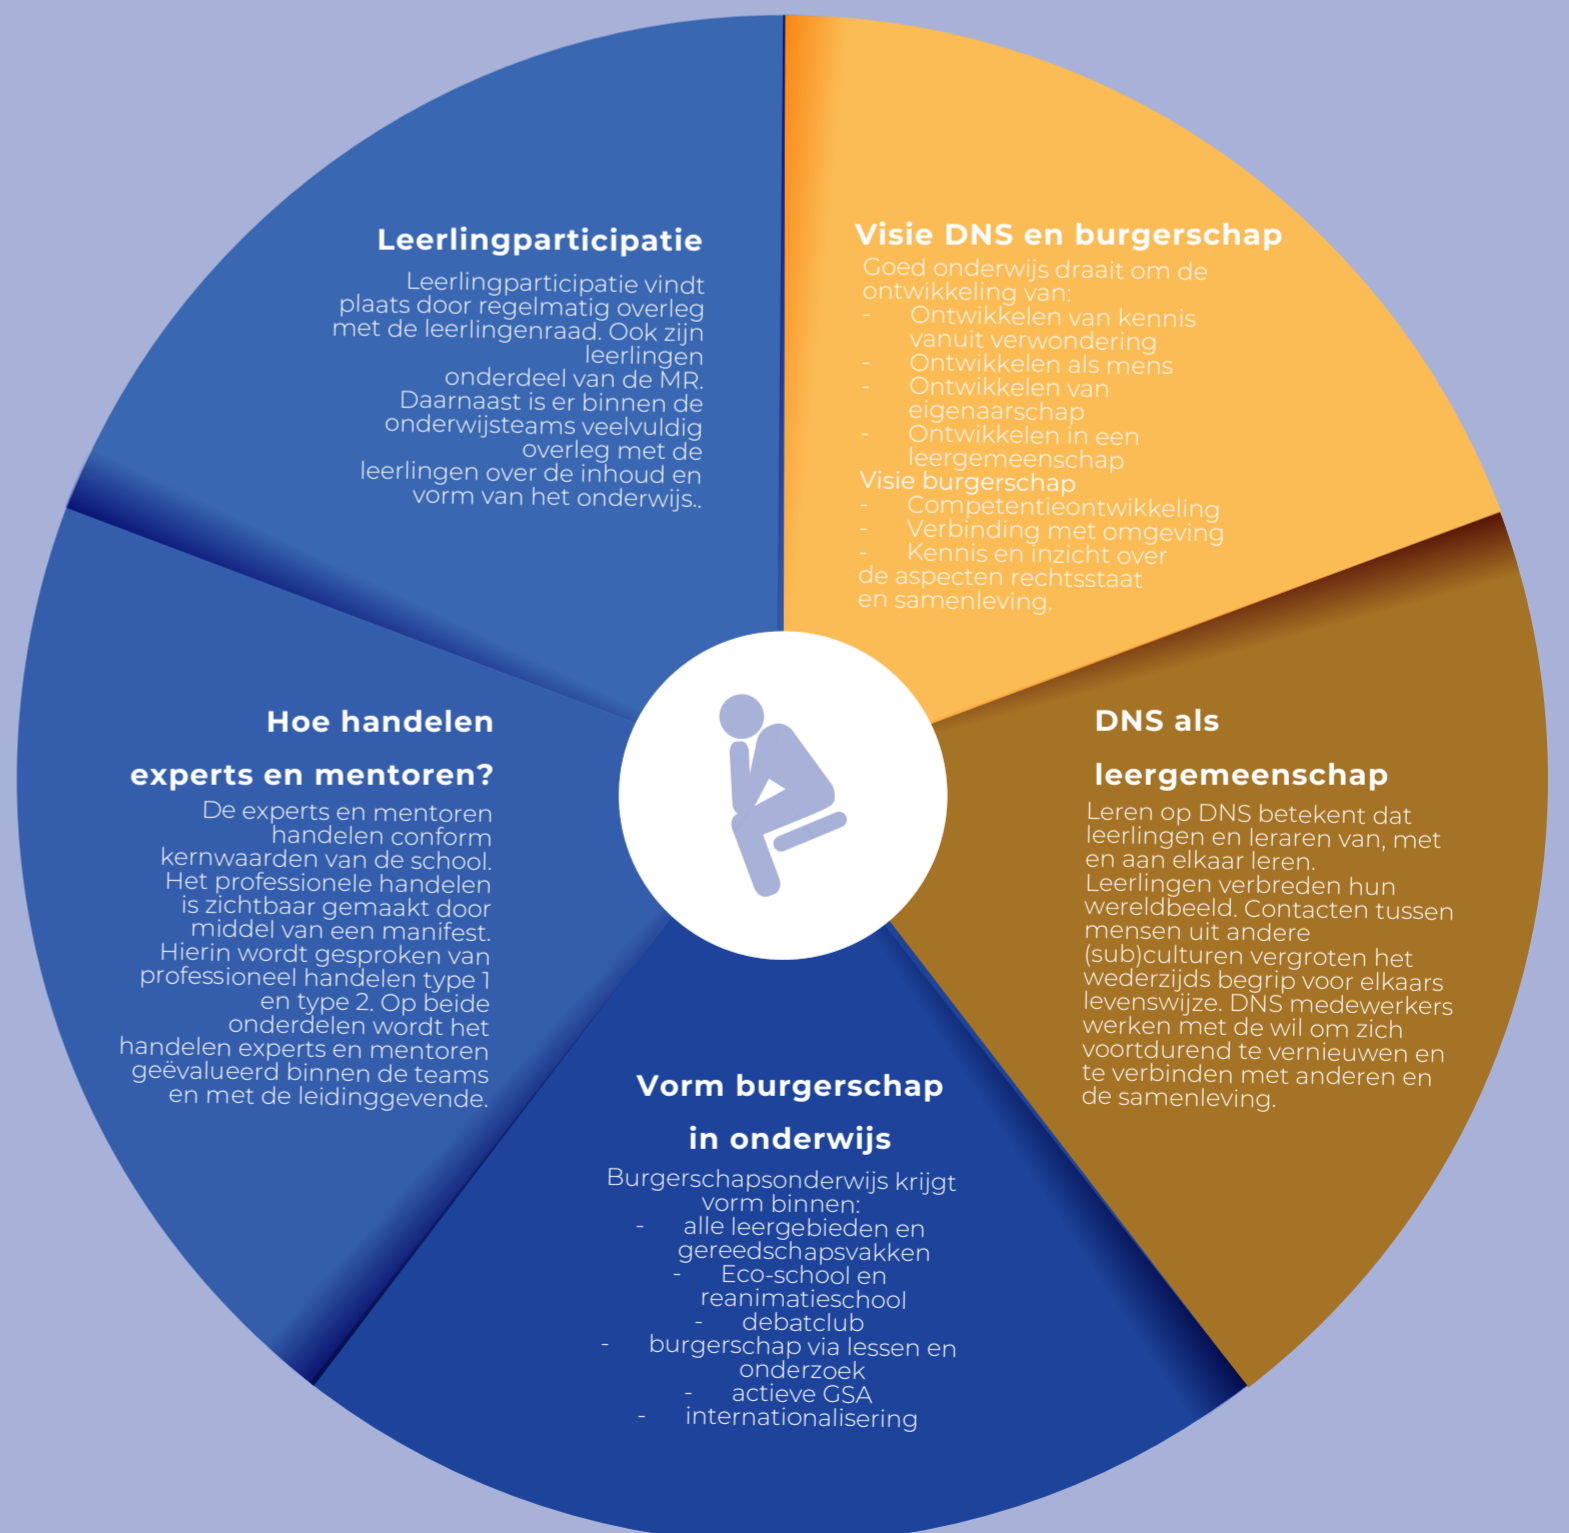 Leerlingparticipatie
Leerlingparticipatie vindt
plaats door regelmatig overleg
met de leerlingenraad. Ook zijn
leerlingen
onderdeel van de MR.
Daarnaast is er binnen de
onderwijsteams veelvuldig
overleg met de
leerlingen over de inhoud en
vorm van het onderwijs..
Visie DNS en burgerschap
Goed onderwijs draait om de
ontwikkeling van:
- Ontwikkelen van kennis
vanuit verwondering
- Ontwikkelen als mens
- Ontwikkelen van
eigenaarschap
- Ontwikkelen in een
leergemeenschap
Visie burgerschap
- Competentieontwikkeling
- Verbinding met omgeving
- Kennis en inzicht over
de aspecten rechtsstaat
en samenleving.
Hoe handelen
experts en mentoren?
De experts en mentoren
handelen conform
kernwaarden van de school.
Het professionele handelen
is zichtbaar gemaakt door
middel van een manifest.
Hierin wordt gesproken van
professioneel handelen type 1
en type 2. Op beide
onderdelen wordt het
handelen experts en mentoren
geëvalueerd binnen de teams
en met de leidinggevende.
DNS als
leergemeenschap
Leren op DNS betekent dat
leerlingen en leraren van, met
en aan elkaar leren.
Leerlingen verbreden hun
wereldbeeld. Contacten tussen
mensen uit andere
(sub)culturen vergroten het
wederzijds begrip voor elkaars
levenswijze. DNS medewerkers
werken met de wil om zich
voortdurend te vernieuwen en
te verbinden met anderen en
de samenleving.
Vorm burgerschap
in onderwijs
Burgerschapsonderwijs krijgt
vorm binnen:
- alle leergebieden en
gereedschapsvakken
- Eco-school en
reanimatieschool
- debatclub
- burgerschap via lessen en
onderzoek
- actieve GSA
- internationalisering